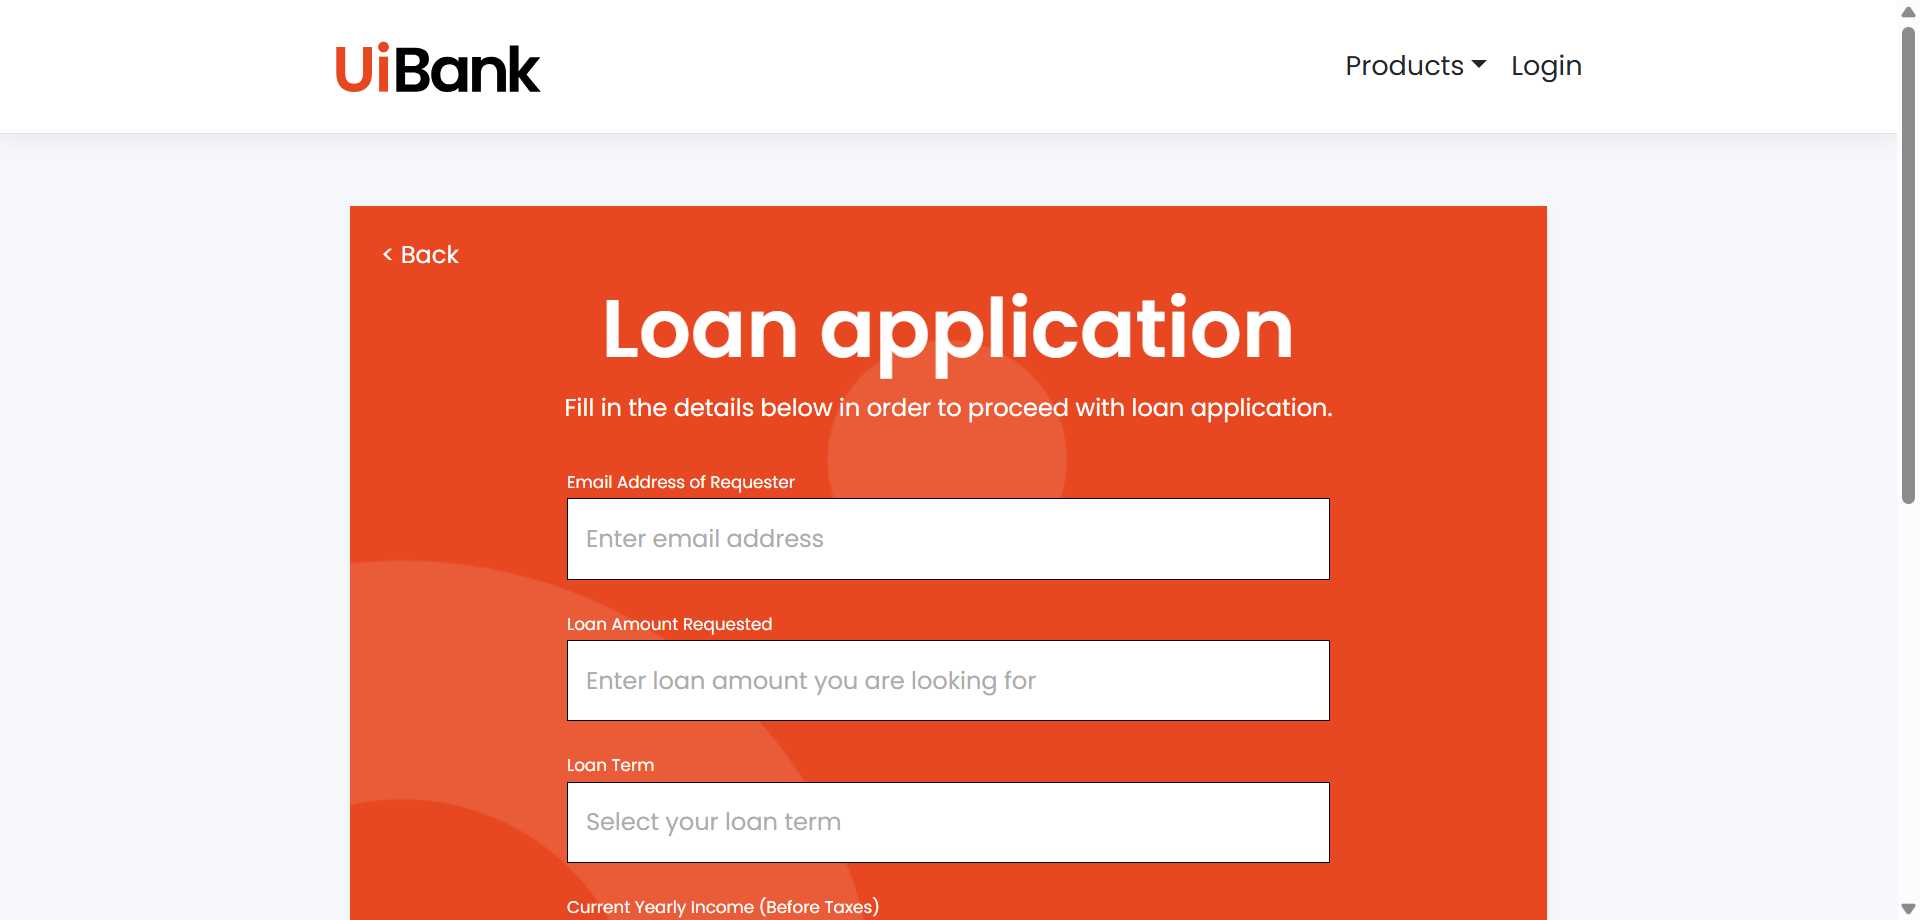 UiBank
Products Login
< Back
Loan application
Fill in the details below in order to proceed with loan application.
Email Address of Requester
Enter email address
Loan Amount Requested
Enter loan amount you are looking for
Loan Term
Select your loan term
Current Yearly Income (Before Taxes)